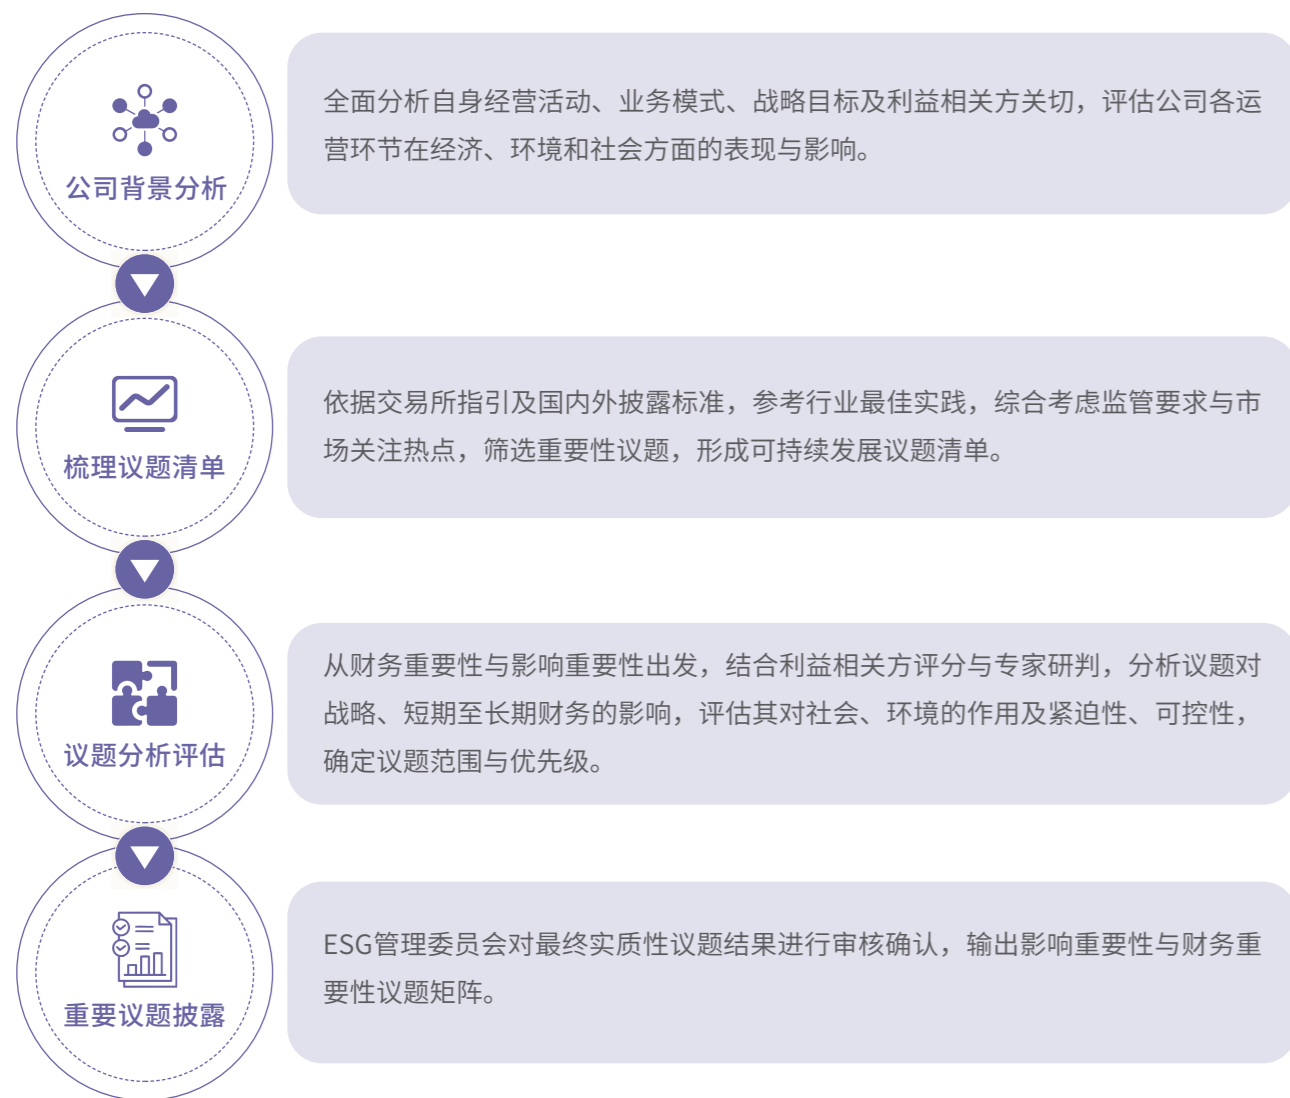 公司背景分析
全面分析自身经营活动、业务模式、战略目标及利益相关方关切，评估公司各运
营环节在经济、环境和社会方面的表现与影响。
梳理议题清单
依据交易所指引及国内外披露标准，参考行业最佳实践，综合考虑监管要求与市
场关注热点，筛选重要性议题，形成可持续发展议题清单。
议题分析评估
从财务重要性与影响重要性出发，结合利益相关方评分与专家研判，分析议题对
战略、短期至长期财务的影响，评估其对社会、环境的作用及紧迫性、可控性，
确定议题范围与优先级。
重要议题披露
ESG管理委员会对最终实质性议题结果进行审核确认，输出影响重要性与财务重
要性议题矩阵。